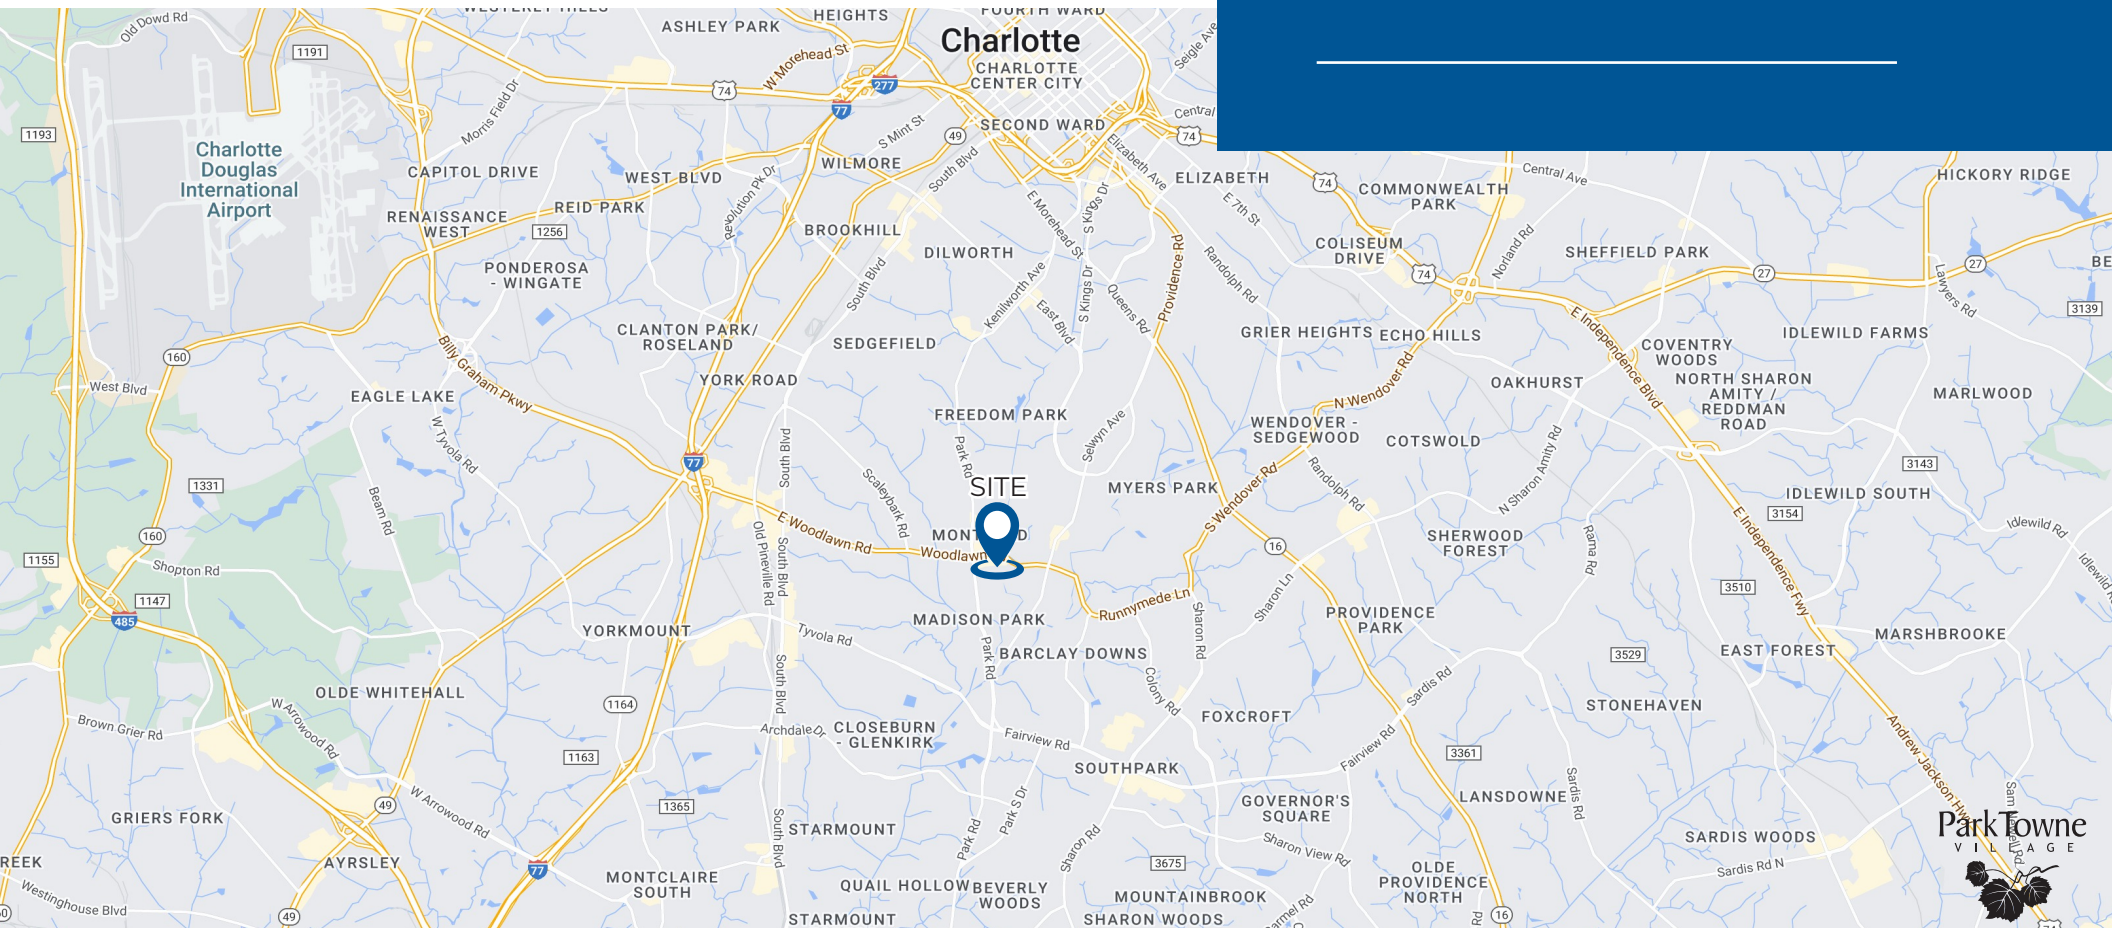 WESTERLY HILLS
Old Dowd Rd
ASHLEY PARK
HEIGHTS
FOURTH WARD
Charlotte
CHARLOTTE
CENTER CITY
Seigle Ave
1191
W Morehead St
74
277
77
Morris Field Dr
Central
1193
S Mint St
49
SECOND WARD
74
Charlotte
Douglas
International
Airport
CAPITOL DRIVE
WEST BLVD
WILMORE
South Blvd
Elizabeth Ave
ELIZABETH
74
COMMONWEALTH
PARK
Central Ave
HICKORY RIDGE
RENAISSANCE
WEST
REID PARK
1256
Revolution Pk Dr
BROOKHILL
E Morehead St
S Kings Dr
E 7th St
Norland Rd
PONDEROSA
- WINGATE
DILWORTH
South Blvd
Kenilworth Ave
East Blvd
S Kings Dr
Queens Rd
Providence Rd
Randolph Rd
COLISEUM
DRIVE
74
SHEFFIELD PARK
27
27
BE
Lawyers Rd
3139
CLANTON PARK/
ROSELAND
SEDGEFIELD
GRIER HEIGHTS
ECHO HILLS
E Independence Blvd
COVENTRY
WOODS
IDLEWILD FARMS
160
Billy Graham Pkwy
West Blvd
EAGLE LAKE
YORK ROAD
N Wendover Rd
OAKHURST
NORTH SHARON
AMITY /
REDDMAN
ROAD
MARLWOOD
W Tyvola Rd
FREEDOM PARK
Selwyn Ave
WENDOVER -
SEDGEWOOD
COTSWOLD
77
South Blvd
Park Rd
1331
Beam Rd
Scaleybark Rd
SITE
MYERS PARK
S Wendover Rd
Randolph Rd
N Sharon Amity Rd
3143
IDLEWILD SOUTH
3154
160
E Woodlawn Rd
Woodlawn
16
SHERWOOD
FOREST
Rama Rd
E Independence Fwy
Idlewild Rd
1155
Shopton Rd
Old Pineville Rd
South Blvd
Idlewild R
1147
485
Runnymede Ln
Sharon Ln
3510
YORKMOUNT
MADISON PARK
Sharon Rd
PROVIDENCE
PARK
MARSHBROOKE
Tyvola Rd
Park Rd
BARCLAY DOWNS
3529
EAST FOREST
OLDE WHITEHALL
South Blvd
Colony Rd
Sardis Rd
W Arrowood Rd
1164
STONEHAVEN
Brown Grier Rd
Archdale Dr
CLOSEBURN
- GLENKIRK
Fairview Rd
FOXCROFT
Fairview Rd
3361
Andrew Jackson Hwy
1163
SOUTHPARK
Sardis Rd
W Arrowood Rd
49
1365
GRIERS FORK
South Blvd
STARMOUNT
Park Rd
Park S Dr
Sharon Rd
GOVERNOR'S
SQUARE
LANSDOWNE
Sharon View Rd
SARDIS WOODS
Sardis Rd N
ParkTowne
VILLAGE
REEK
AYRSLEY
77
MONTCLAIRE
SOUTH
QUAIL HOLLOW
BEVERLY
WOODS
3675
MOUNTAINBROOK
OLDE
PROVIDENCE
NORTH
Westinghouse Blvd
49
STARMOUNT
SHARON WOODS
armel Rd
Rd
16